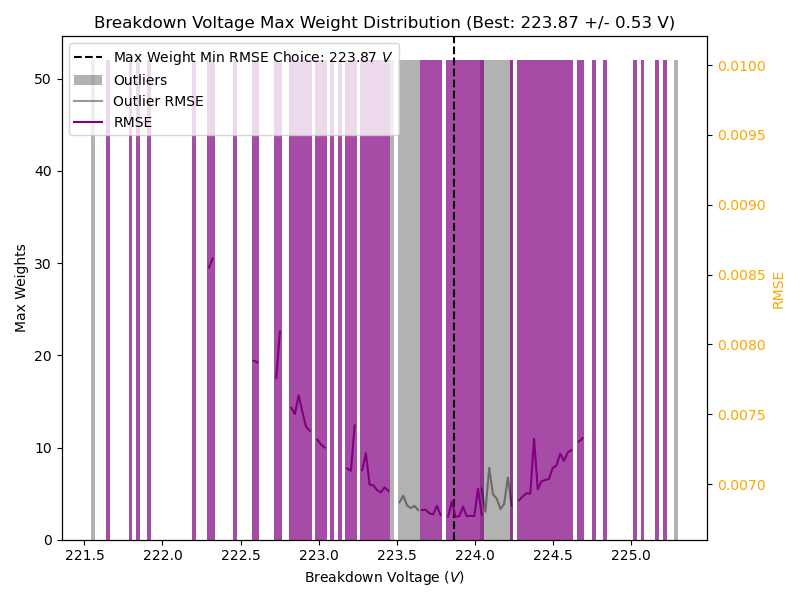 Breakdown Voltage Max Weight Distribution (Best: 223.87 +/- 0.53 V)
Max Weight Min RMSE Choice: 223.87 V
Outliers
Outlier RMSE
RMSE
Max Weights
50
40
30
20
10
0
0.0100
0.0095
0.0090
0.0085
0.0080
0.0075
0.0070
RMSE
221.5 222.0 222.5 223.0 223.5 224.0 224.5 225.0
Breakdown Voltage (V)